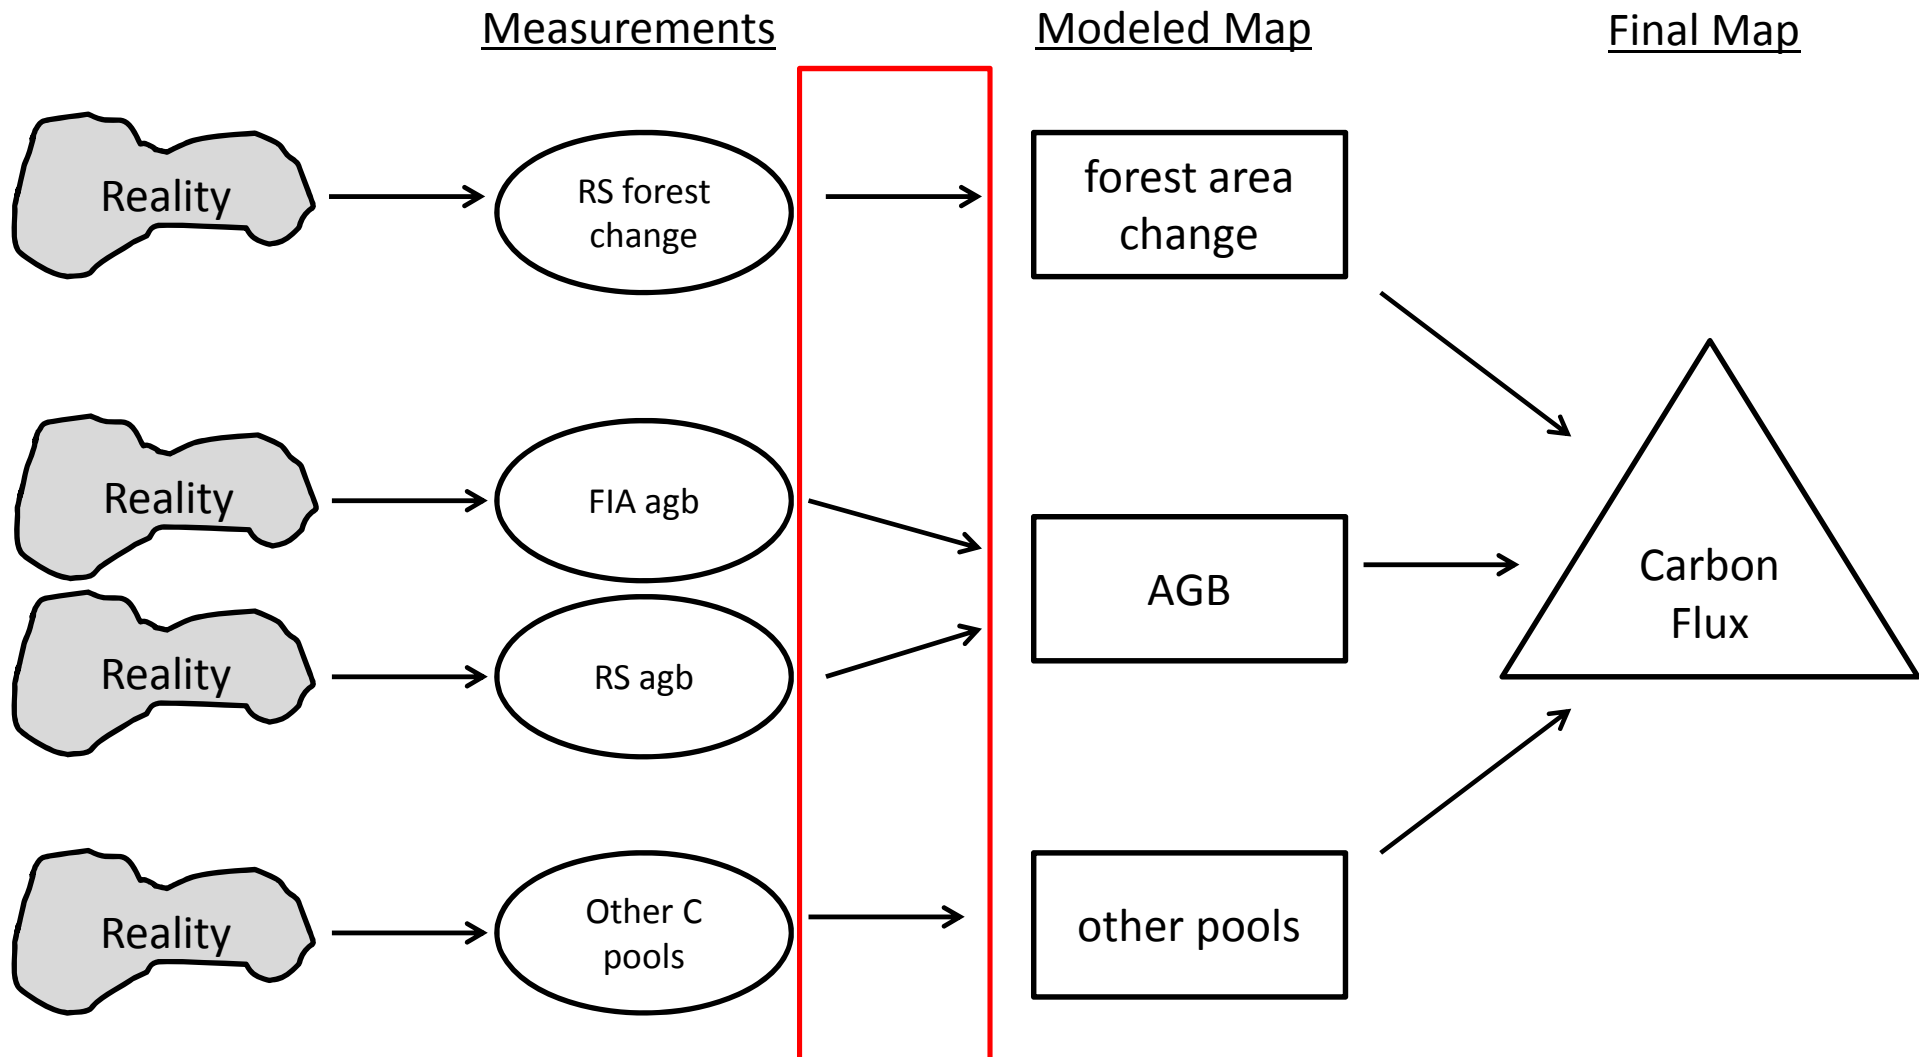 Measurements
Modeled Map
Final Map
Reality
RS forest
change
forest area
change
Reality
FIA agb
Reality
RS agb
AGB
Carbon
Flux
Reality
Other C
pools
other pools